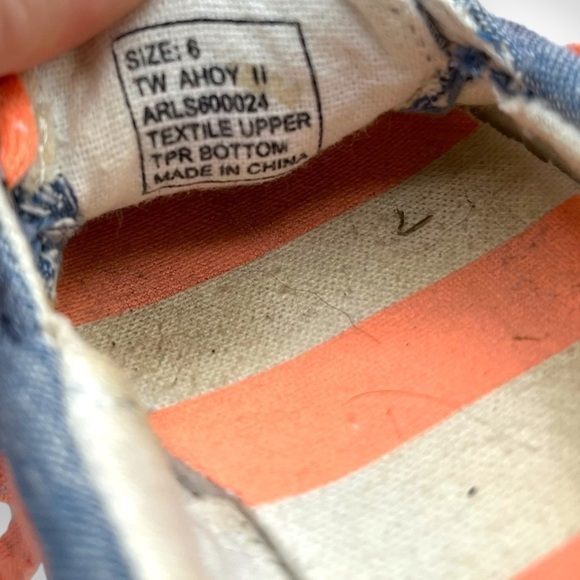 SIZE: 6
TW AHOY II
ARLS600024
TEXTILE UPPER
TPR BOTTOM
MADE IN CHINA